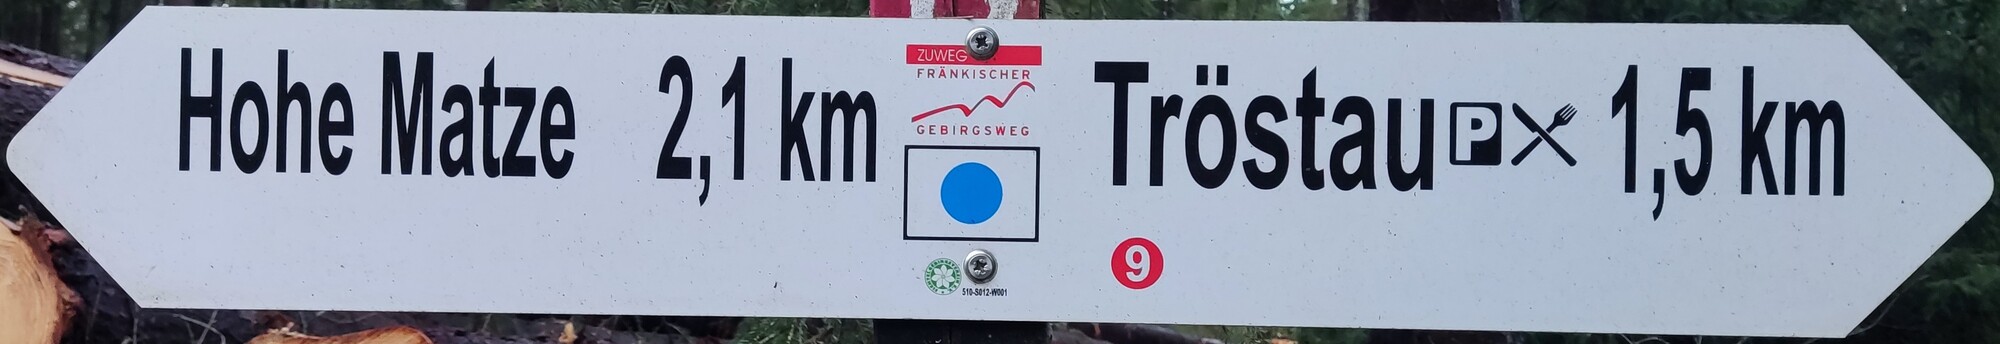 Hohe Matze 2,1 km
ZUWEG
FRÄNKISCHER
GEBIRGSWEG
510-S012-W001
Tröstau P 1,5 km
9